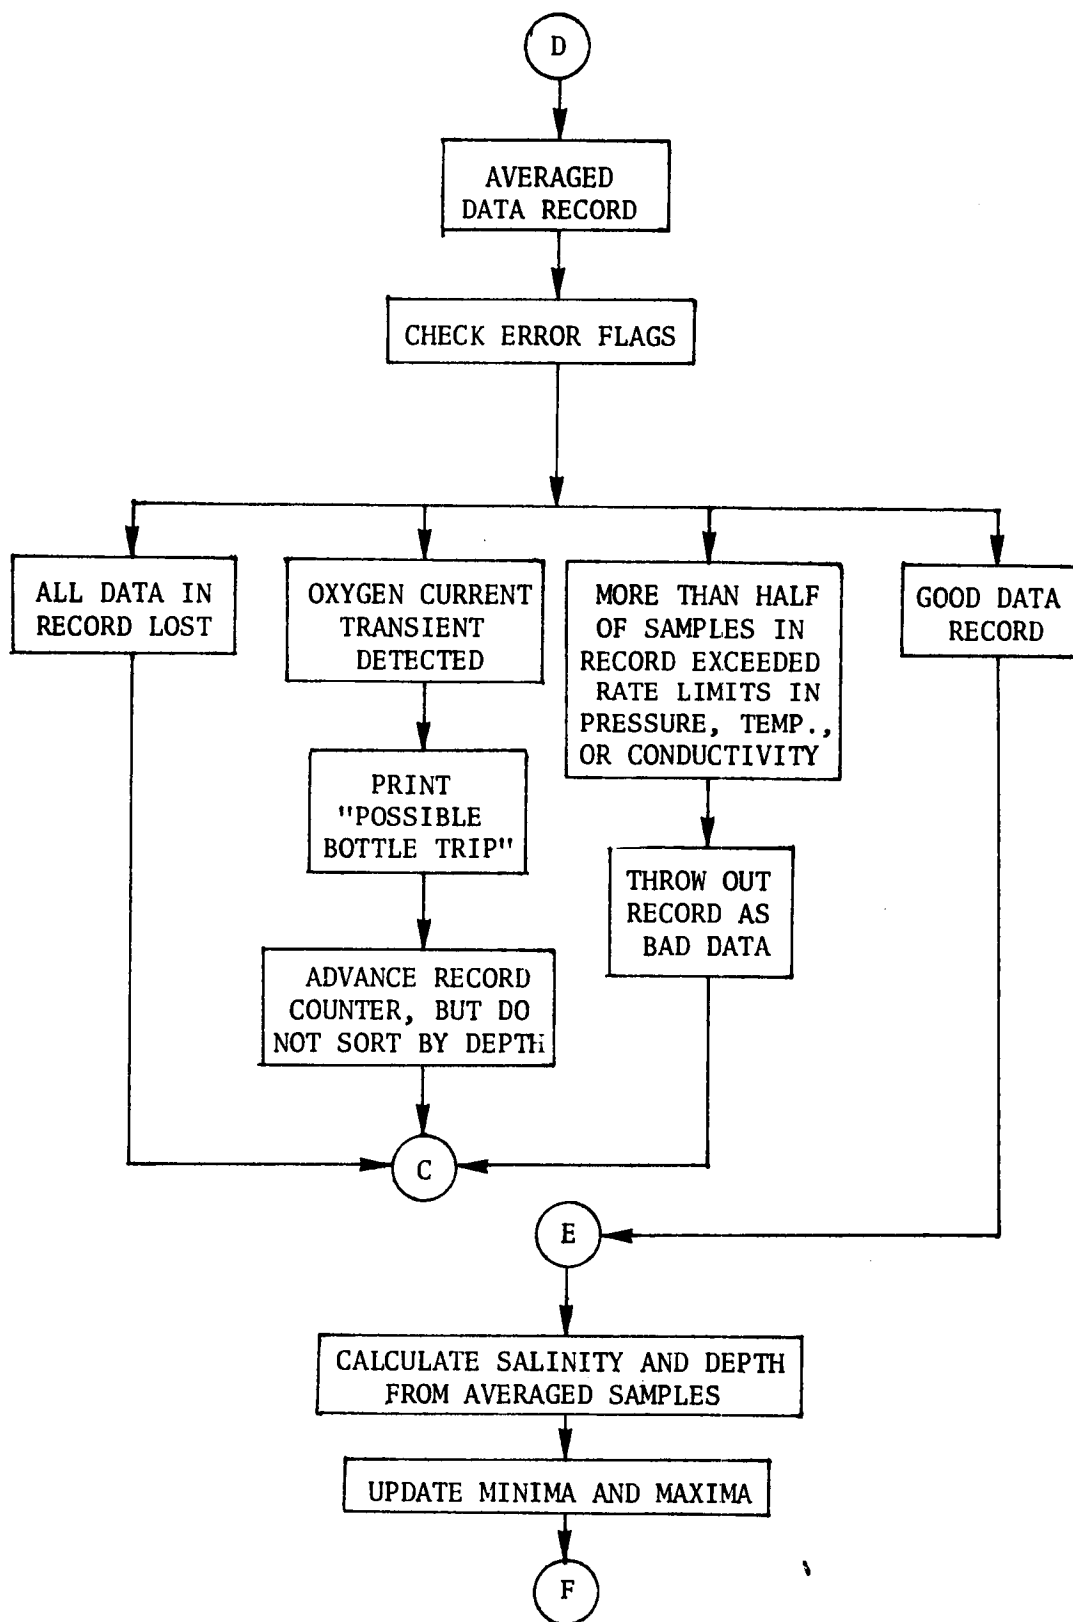 D
AVERAGED
DATA RECORD
CHECK ERROR FLAGS
ALL DATA IN
RECORD LOST
OXYGEN CURRENT
TRANSIENT
DETECTED
MORE THAN HALF
OF SAMPLES IN
RECORD EXCEEDED
RATE LIMITS IN
PRESSURE, TEMP.,
OR CONDUCTIVITY
GOOD DATA
RECORD
PRINT
"POSSIBLE
BOTTLE TRIP"
THROW OUT
RECORD AS
BAD DATA
ADVANCE RECORD
COUNTER, BUT DO
NOT SORT BY DEPTH
C
E
CALCULATE SALINITY AND DEPTH
FROM AVERAGED SAMPLES
UPDATE MINIMA AND MAXIMA
F